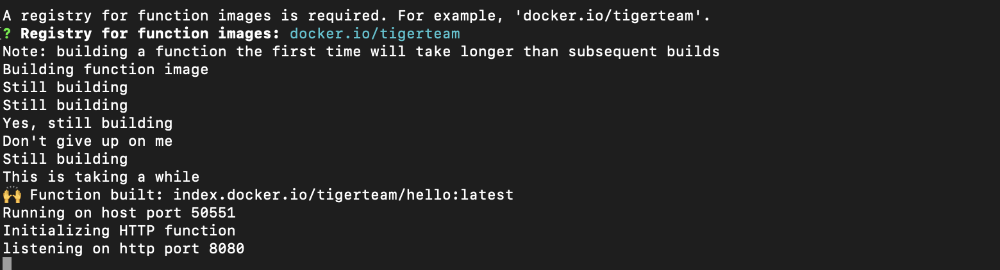 A registry for function images is required. For example, 'docker.io/tigerteam'.
? Registry for function images: docker.io/tigerteam
Note: building a function the first time will take longer than subsequent builds
Building function image
Still building
Still building
Yes, still building
Don't give up on me
Still building
This is taking a while
🙌 Function built: index.docker.io/tigerteam/hello:latest
Running on host port 50551
Initializing HTTP function
listening on http port 8080